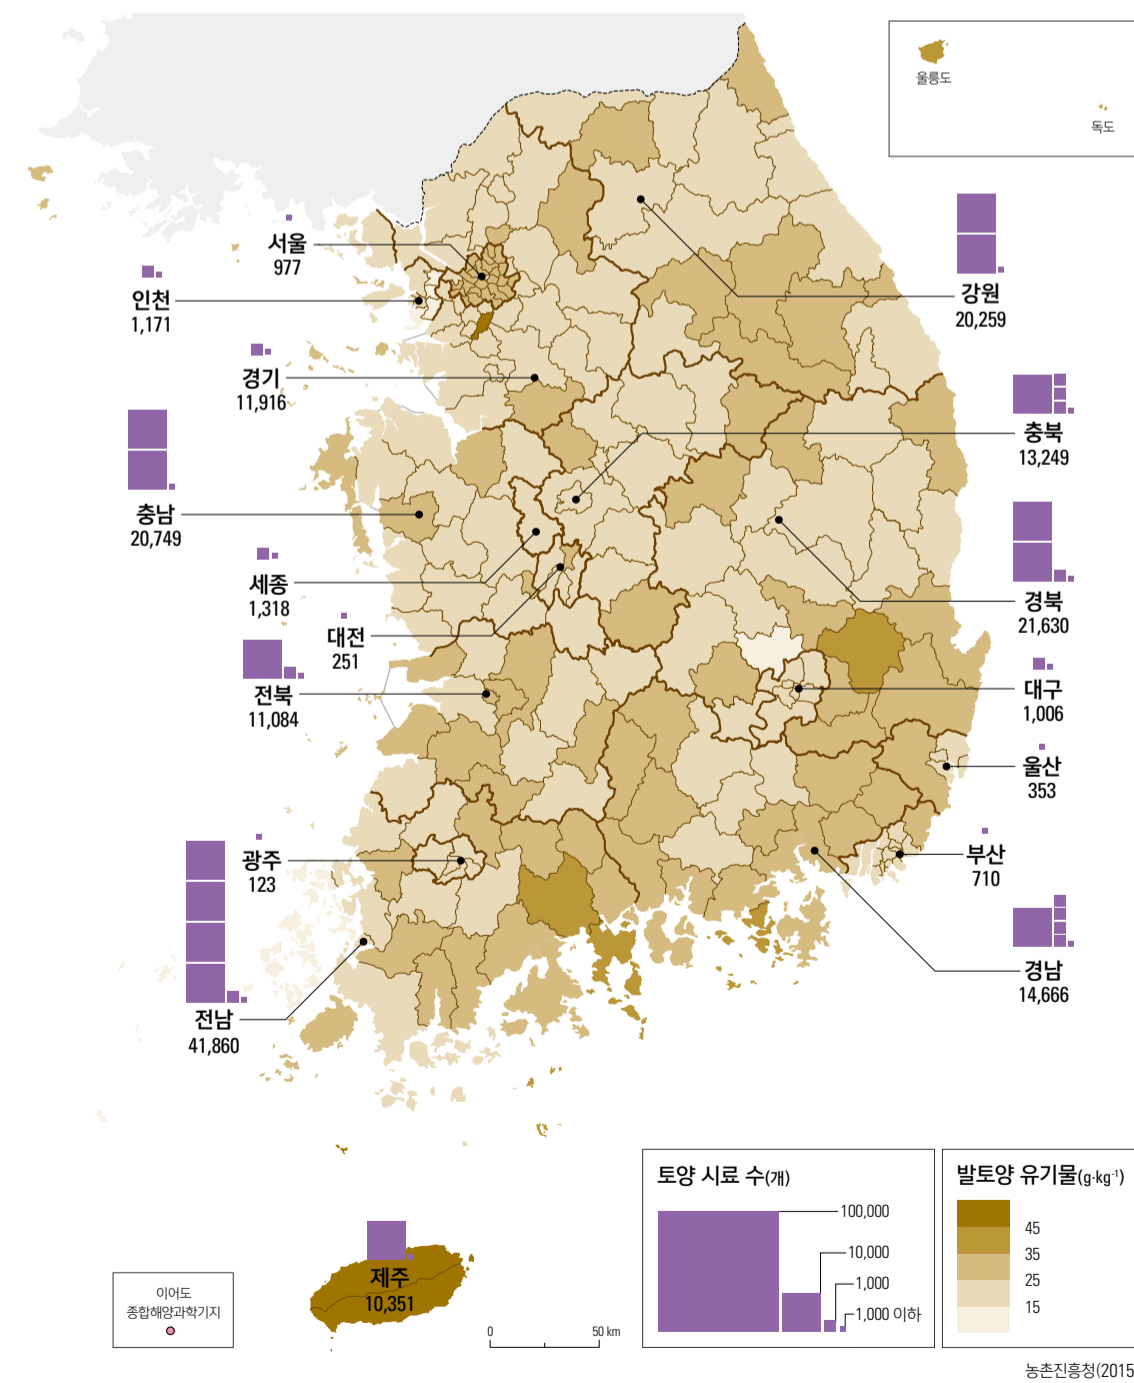 울릉도
독도
서울
977
인천
1,171
강원
20,259
경기
11,916
충북
13,249
충남
20,749
세종
1,318
경북
21,630
대전
251
대구
1,006
전북
11,084
울산
353
광주
123
부산
710
경남
14,666
전남
41,860
제주
10,351
이어도
종합해양과학기지
0 50 km
토양 시료 수(개)
100,000
10,000
1,000
1,000 이하
발토양 유기물(g·kg⁻¹)
45
35
25
15
농촌진흥청(2015